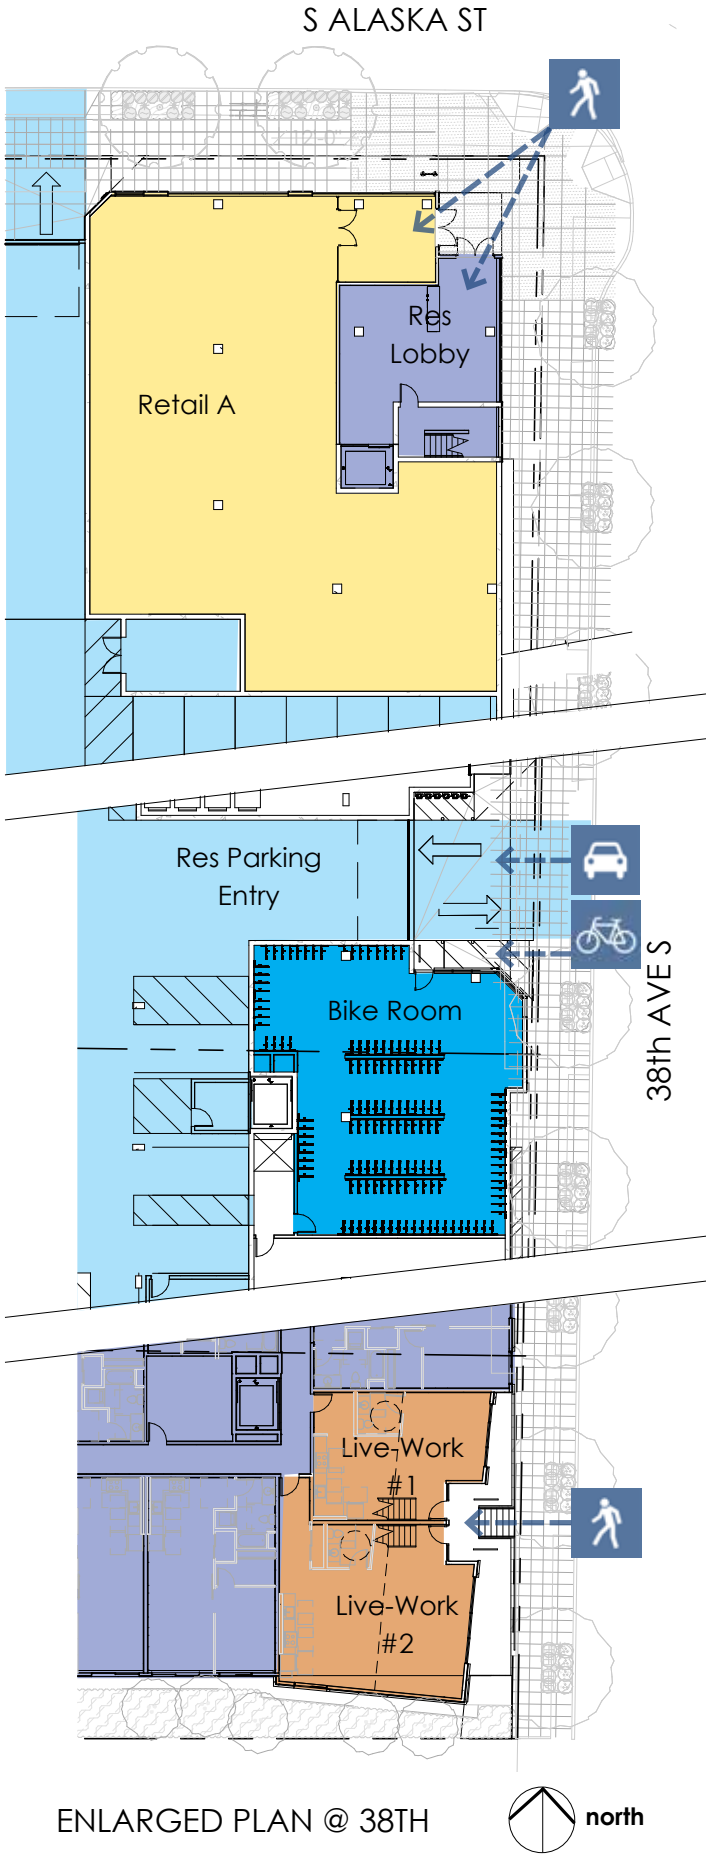 S ALASKA ST
Res
Lobby
Retail A
Res Parking
Entry
Bike Room
38th AVE S
Live-Work
#1
Live-Work
#2
ENLARGED PLAN @ 38TH
north